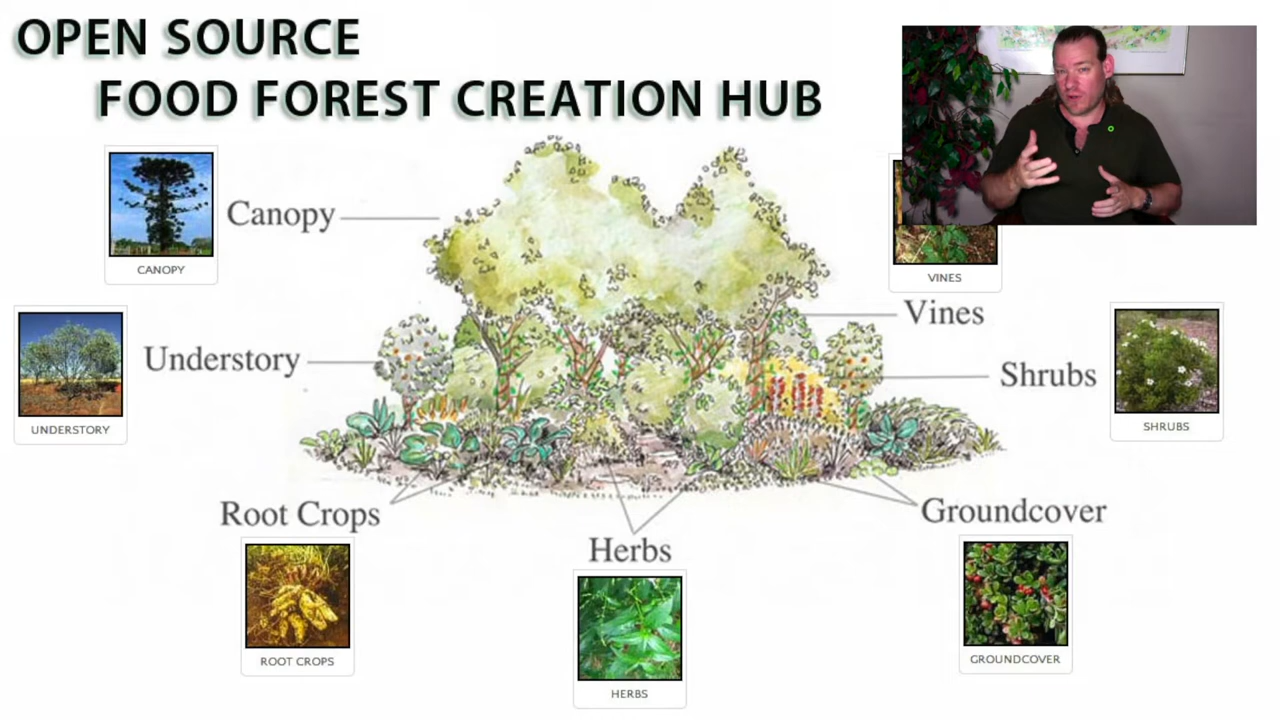 OPEN SOURCE
FOOD FOREST CREATION HUB
Canopy
CANOPY
VINES
Vines
Understory
UNDERSTORY
Shrubs
SHRUBS
Root Crops
ROOT CROPS
Herbs
HERBS
Groundcover
GROUNDCOVER